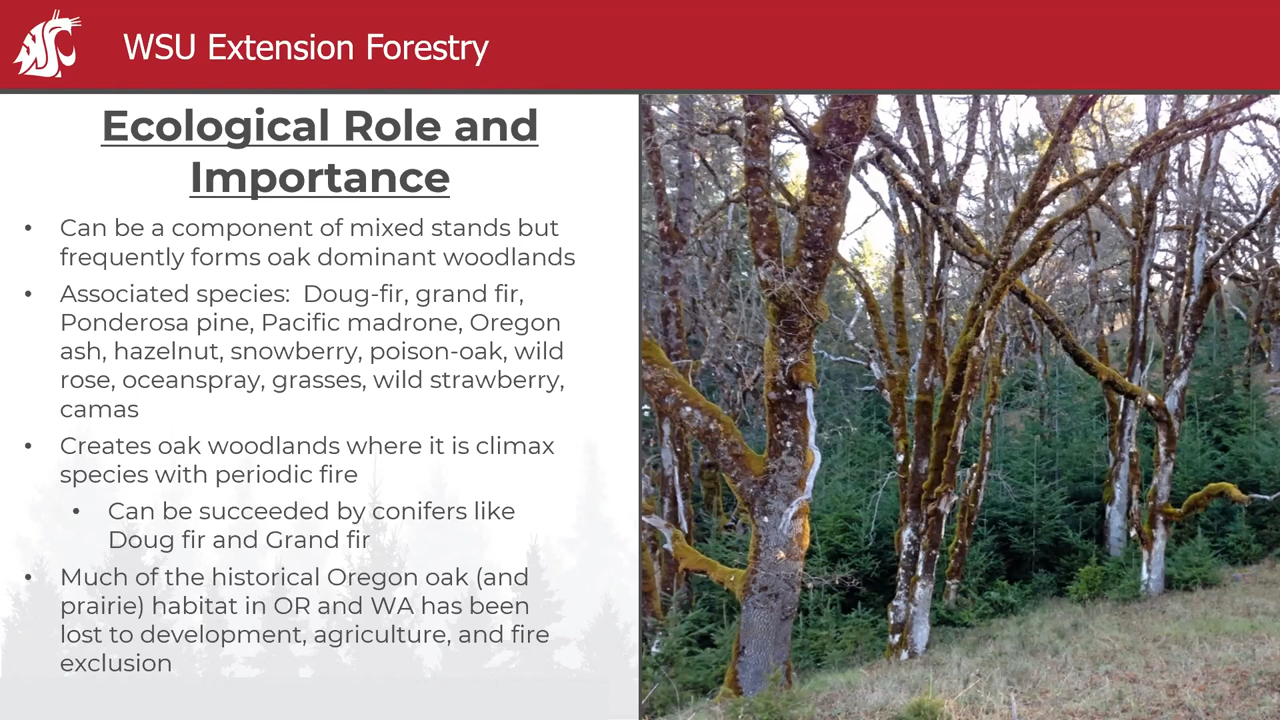 WSU Extension Forestry
Ecological Role and
Importance
• Can be a component of mixed stands but
frequently forms oak dominant woodlands
• Associated species: Doug-fir, grand fir,
Ponderosa pine, Pacific madrone, Oregon
ash, hazelnut, snowberry, poison-oak, wild
rose, oceanspray, grasses, wild strawberry,
camas
• Creates oak woodlands where it is climax
species with periodic fire
• Can be succeeded by conifers like
Doug fir and Grand fir
• Much of the historical Oregon oak (and
prairie) habitat in OR and WA has been
lost to development, agriculture, and fire
exclusion